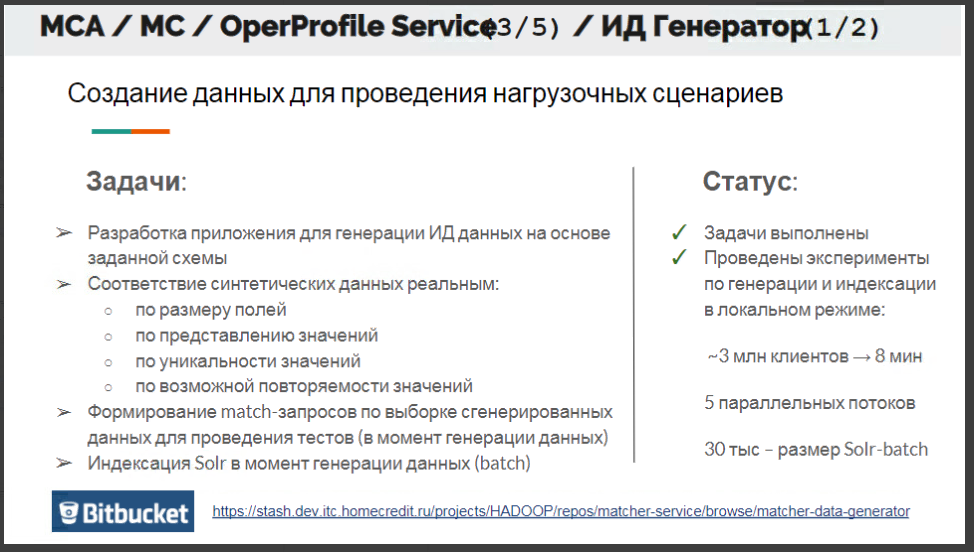 MCA / MC / OperProfile Service(3/5) / ИД Генератор(1/2)
Создание данных для проведения нагрузочных сценариев
Задачи:
➢ Разработка приложения для генерации ИД данных на основе
заданной схемы
➢ Соответствие синтетических данных реальным:
○ по размеру полей
○ по представлению значений
○ по уникальности значений
○ по возможной повторяемости значений
➢ Формирование match-запросов по выборке сгенерированных
данных для проведения тестов (в момент генерации данных)
➢ Индексация Solr в момент генерации данных (batch)
Статус:
✓ Задачи выполнены
✓ Проведены эксперименты
по генерации и индексации
в локальном режиме:
~3 млн клиентов → 8 мин
5 параллельных потоков
30 тыс – размер Solr-batch
Bitbucket
https://stash.dev.itc.homecredit.ru/projects/HADOOP/repos/matcher-service/browse/matcher-data-generator